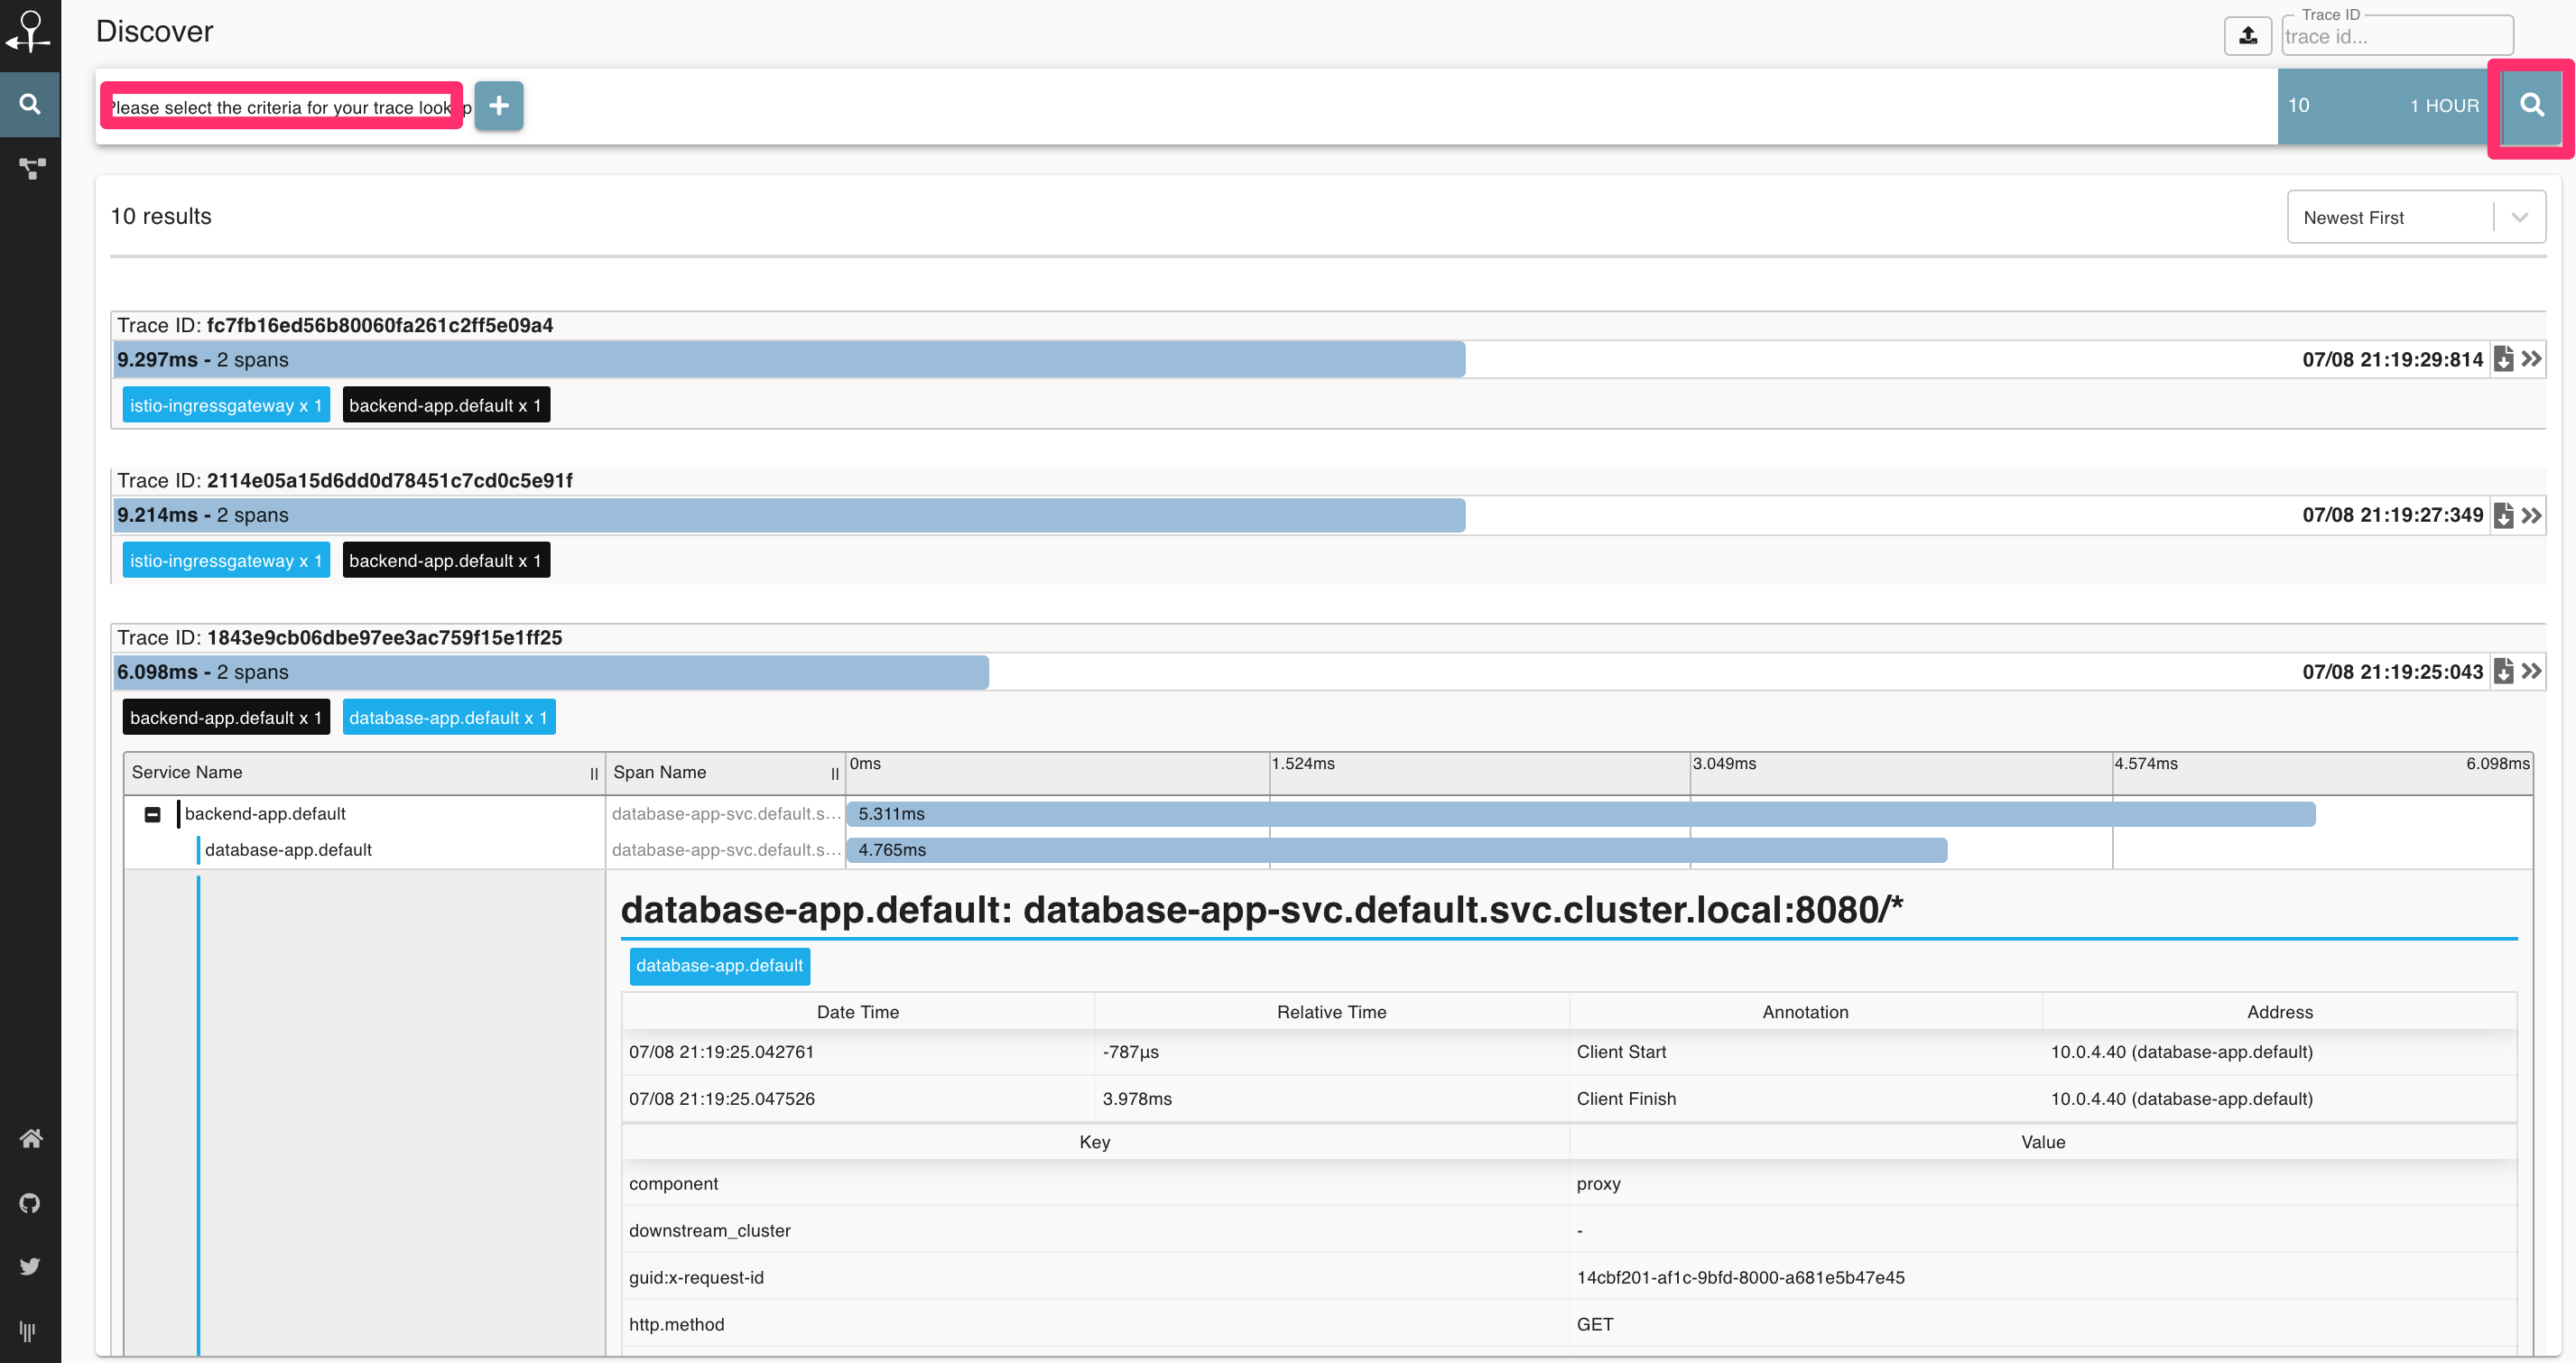 Discover
Trace ID
trace id...
Please select the criteria for your trace lookup
10 1 HOUR
10 results
Newest First
Trace ID: fc7fb16ed56b80060fa261c2ff5e09a4
9.297ms - 2 spans 07/08 21:19:29:814
istio-ingressgateway x 1 backend-app.default x 1
Trace ID: 2114e05a15d6dd0d78451c7cd0c5e91f
9.214ms - 2 spans 07/08 21:19:27:349
istio-ingressgateway x 1 backend-app.default x 1
Trace ID: 1843e9cb06dbe97ee3ac759f15e1ff25
6.098ms - 2 spans 07/08 21:19:25:043
backend-app.default x 1 database-app.default x 1
Service Name Span Name 0ms 1.524ms 3.049ms 4.574ms 6.098ms
backend-app.default database-app-svc.default.s... 5.311ms
database-app.default database-app-svc.default.s... 4.765ms
database-app.default: database-app-svc.default.svc.cluster.local:8080/*
database-app.default
Date Time Relative Time Annotation Address
07/08 21:19:25.042761 -787μs Client Start 10.0.4.40 (database-app.default)
07/08 21:19:25.047526 3.978ms Client Finish 10.0.4.40 (database-app.default)
Key Value
component proxy
downstream_cluster -
guid:x-request-id 14cbf201-af1c-9bfd-8000-a681e5b47e45
http.method GET